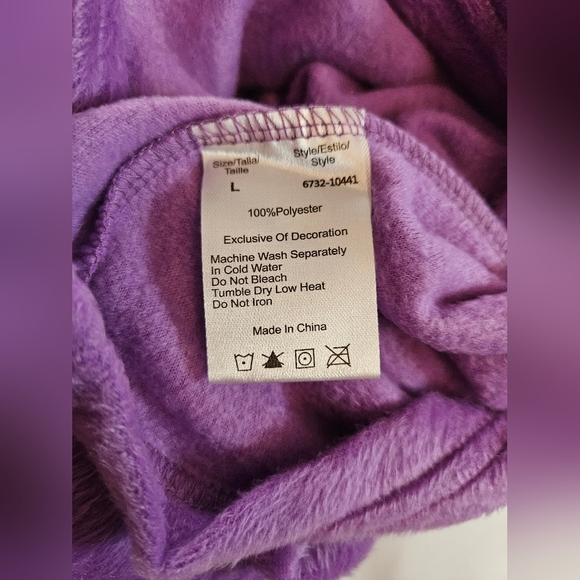 Size/Talla/ Style/Estilo/
Taille Style
L 6732-10441
100%Polyester
Exclusive Of Decoration
Machine Wash Separately
In Cold Water
Do Not Bleach
Tumble Dry Low Heat
Do Not Iron
Made In China